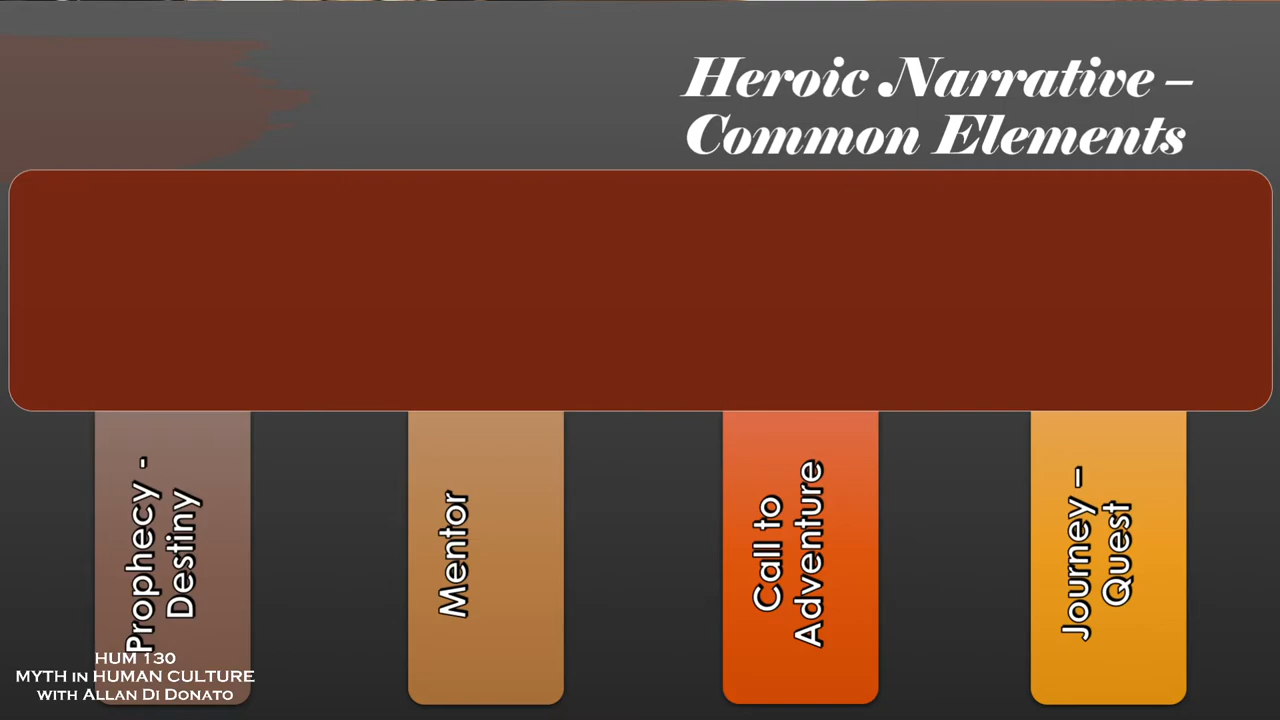 Heroic Narrative –
Common Elements
Prophecy -
Destiny
Mentor
Call to
Adventure
Journey –
Quest
HUM 130
MYTH in HUMAN CULTURE
with Allan Di Donato